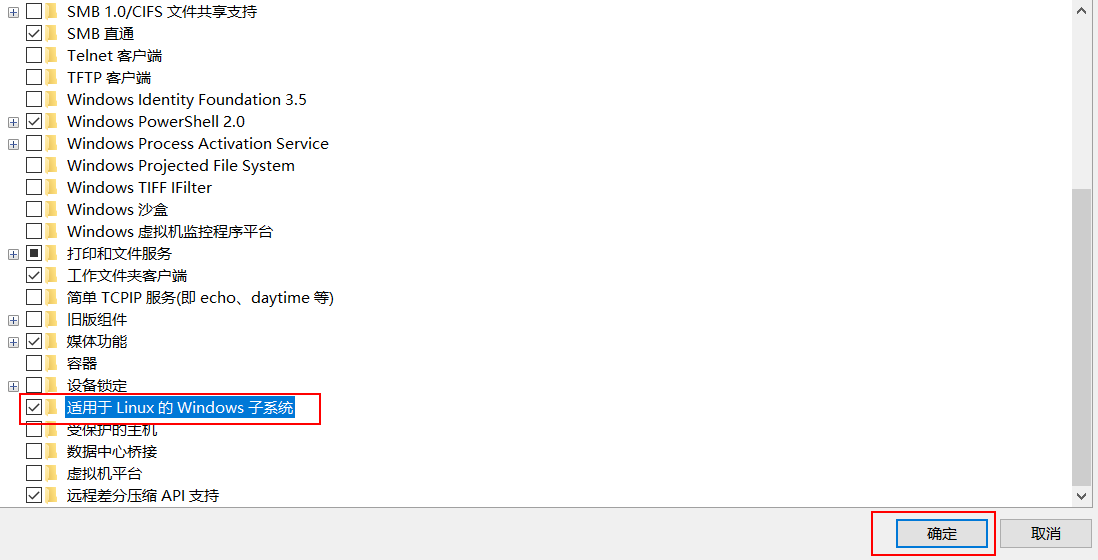 SMB 1.0/CIFS 文件共享支持
SMB 直通
Telnet 客户端
TFTP 客户端
Windows Identity Foundation 3.5
Windows PowerShell 2.0
Windows Process Activation Service
Windows Projected File System
Windows TIFF IFilter
Windows 沙盒
Windows 虚拟机监控程序平台
打印和文件服务
工作文件夹客户端
简单 TCPIP 服务(即 echo、daytime 等)
旧版组件
媒体功能
容器
设备锁定
适用于 Linux 的 Windows 子系统
受保护的主机
数据中心桥接
虚拟机平台
远程差分压缩 API 支持
确定 取消